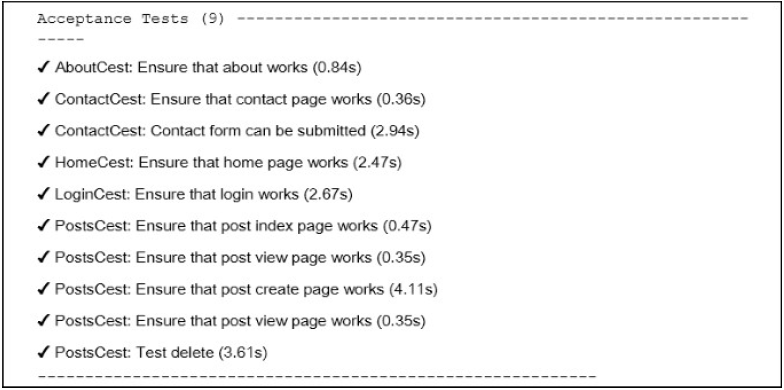 Acceptance Tests (9) ---------------------------------------------------
-----
✔ AboutCest: Ensure that about works (0.84s)
✔ ContactCest: Ensure that contact page works (0.36s)
✔ ContactCest: Contact form can be submitted (2.94s)
✔ HomeCest: Ensure that home page works (2.47s)
✔ LoginCest: Ensure that login works (2.67s)
✔ PostsCest: Ensure that post index page works (0.47s)
✔ PostsCest: Ensure that post view page works (0.35s)
✔ PostsCest: Ensure that post create page works (4.11s)
✔ PostsCest: Ensure that post view page works (0.35s)
✔ PostsCest: Test delete (3.61s)
-----------------------------------------------------------